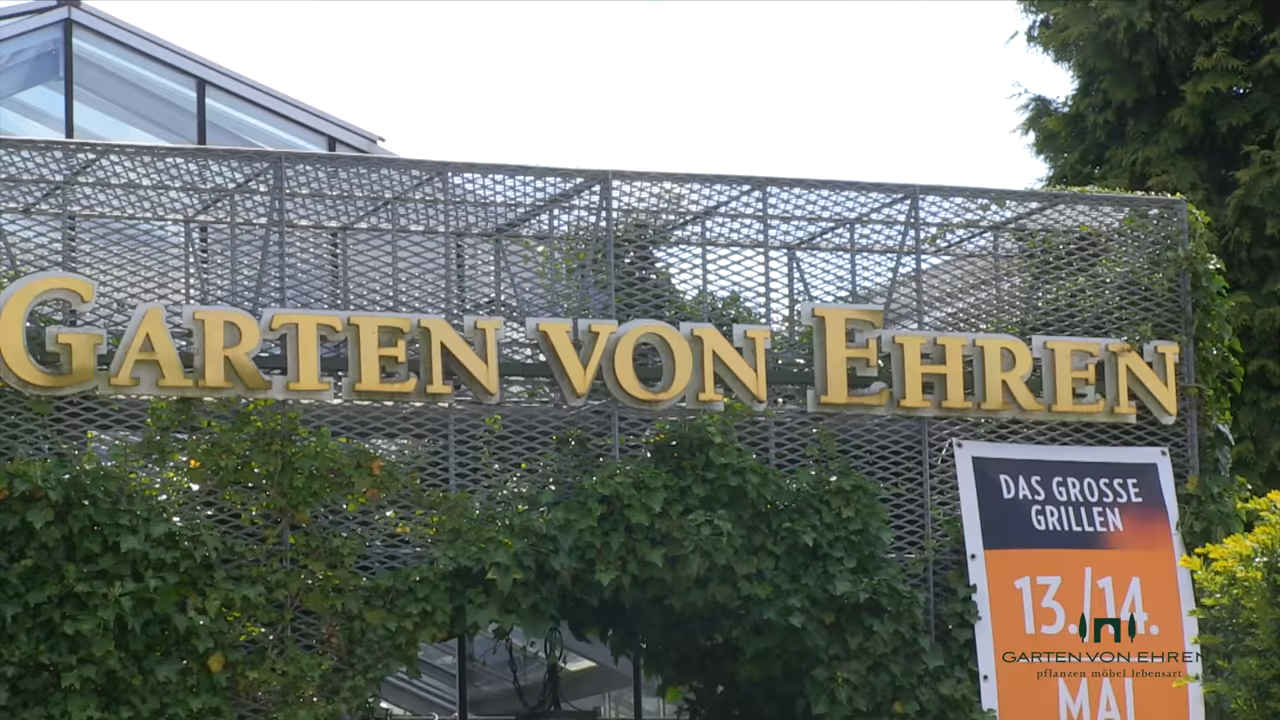 GARTEN VON EHREN
DAS GROSSE
GRILLEN
13./14.
MAI
GARTEN VON EHREN
pflanzen möbel lebensart